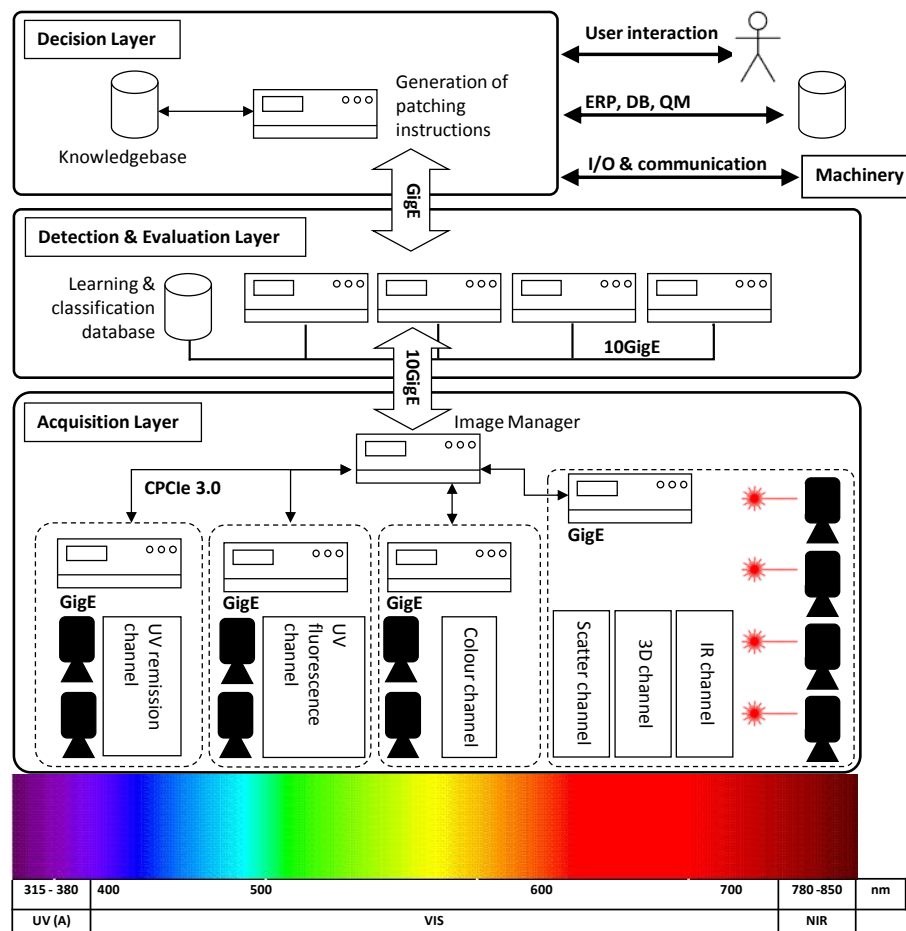 Decision Layer
Knowledgebase
Generation of
patching
instructions
User interaction
ERP, DB, QM
I/O & communication
Machinery
GigE
Detection & Evaluation Layer
Learning &
classification
database
10GigE
10GigE
Acquisition Layer
Image Manager
CPCIe 3.0
GigE
UV remission
channel
GigE
UV
fluorescence
channel
GigE
Colour channel
GigE
Scatter channel
3D channel
IR channel
315 - 380 400 500 600 700 780 -850 nm
UV (A) VIS NIR